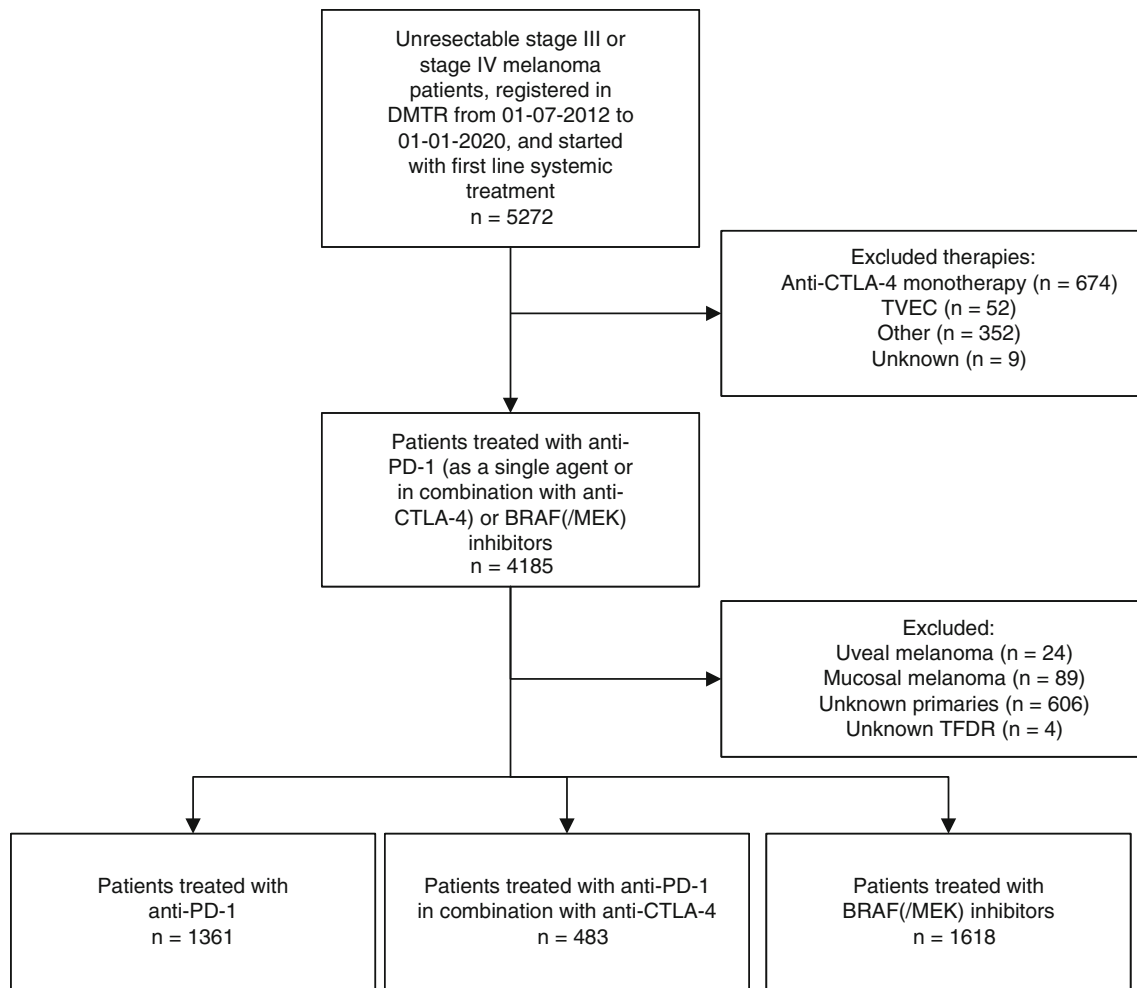 Unresectable stage III or
stage IV melanoma
patients, registered in
DMTR from 01-07-2012 to
01-01-2020, and started
with first line systemic
treatment
n = 5272
Excluded therapies:
Anti-CTLA-4 monotherapy (n = 674)
TVEC (n = 52)
Other (n = 352)
Unknown (n = 9)
Patients treated with anti-
PD-1 (as a single agent or
in combination with anti-
CTLA-4) or BRAF(/MEK)
inhibitors
n = 4185
Excluded:
Uveal melanoma (n = 24)
Mucosal melanoma (n = 89)
Unknown primaries (n = 606)
Unknown TFDR (n = 4)
Patients treated with
anti-PD-1
n = 1361
Patients treated with anti-PD-1
in combination with anti-CTLA-4
n = 483
Patients treated with
BRAF(/MEK) inhibitors
n = 1618